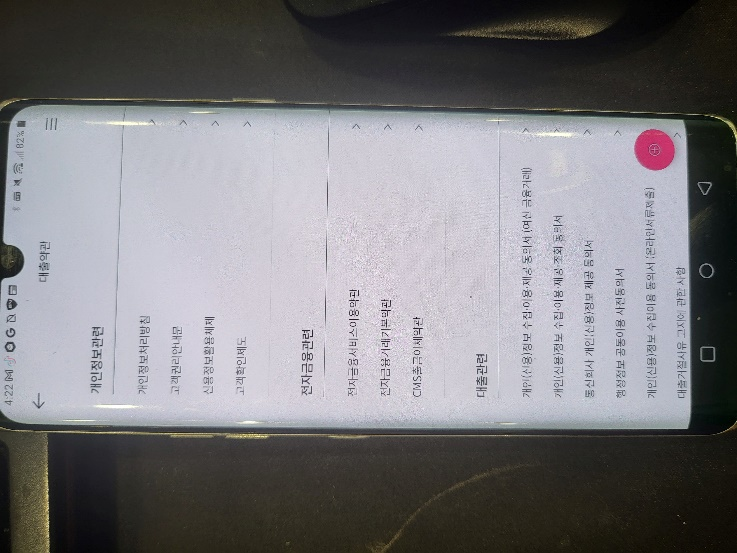 4:22
82%
대출약관
개인정보관련
개인정보처리방침
고객권리안내문
신용정보활용체제
고객확인제도
전자금융관련
전자금융서비스이용약관
전자금융거래기본약관
CMS출금이체약관
대출관련
개인(신용)정보 수집·이용·제공 동의서 (여신 금융거래)
개인(신용)정보 수집·이용·제공·조회 동의서
통신회사 개인(신용)정보 제공 동의서
행정정보 공동이용 사전동의서
개인(신용)정보 수집·이용 동의서 (온라인서류제출)
대출거절사유 고지에 관한 사항